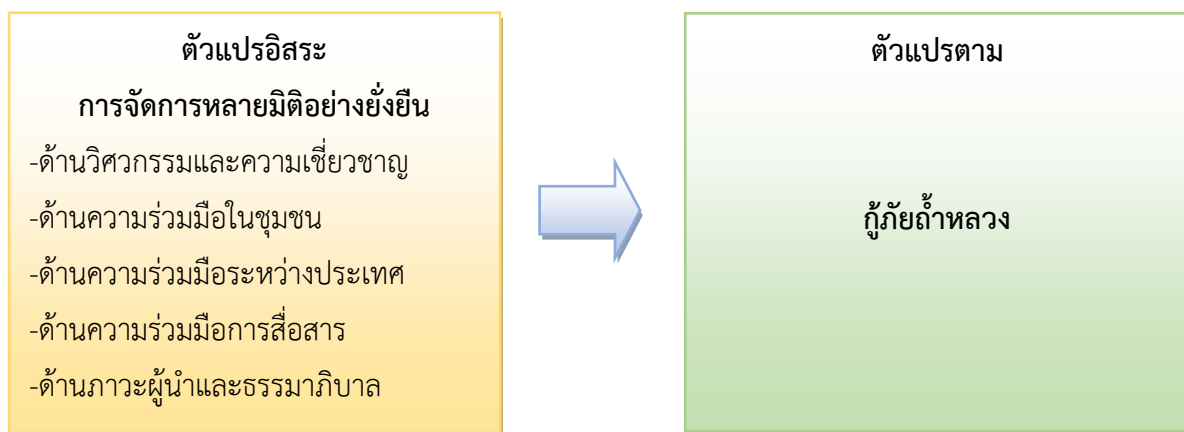 ตัวแปรอิสระ
การจัดการหลายมิติอย่างยั่งยืน
-ด้านวิศวกรรมและความเชี่ยวชาญ
-ด้านความร่วมมือในชุมชน
-ด้านความร่วมมือระหว่างประเทศ
-ด้านความร่วมมือการสื่อสาร
-ด้านภาวะผู้นำและธรรมาภิบาล
ตัวแปรตาม
กู้ภัยถ้ำหลวง